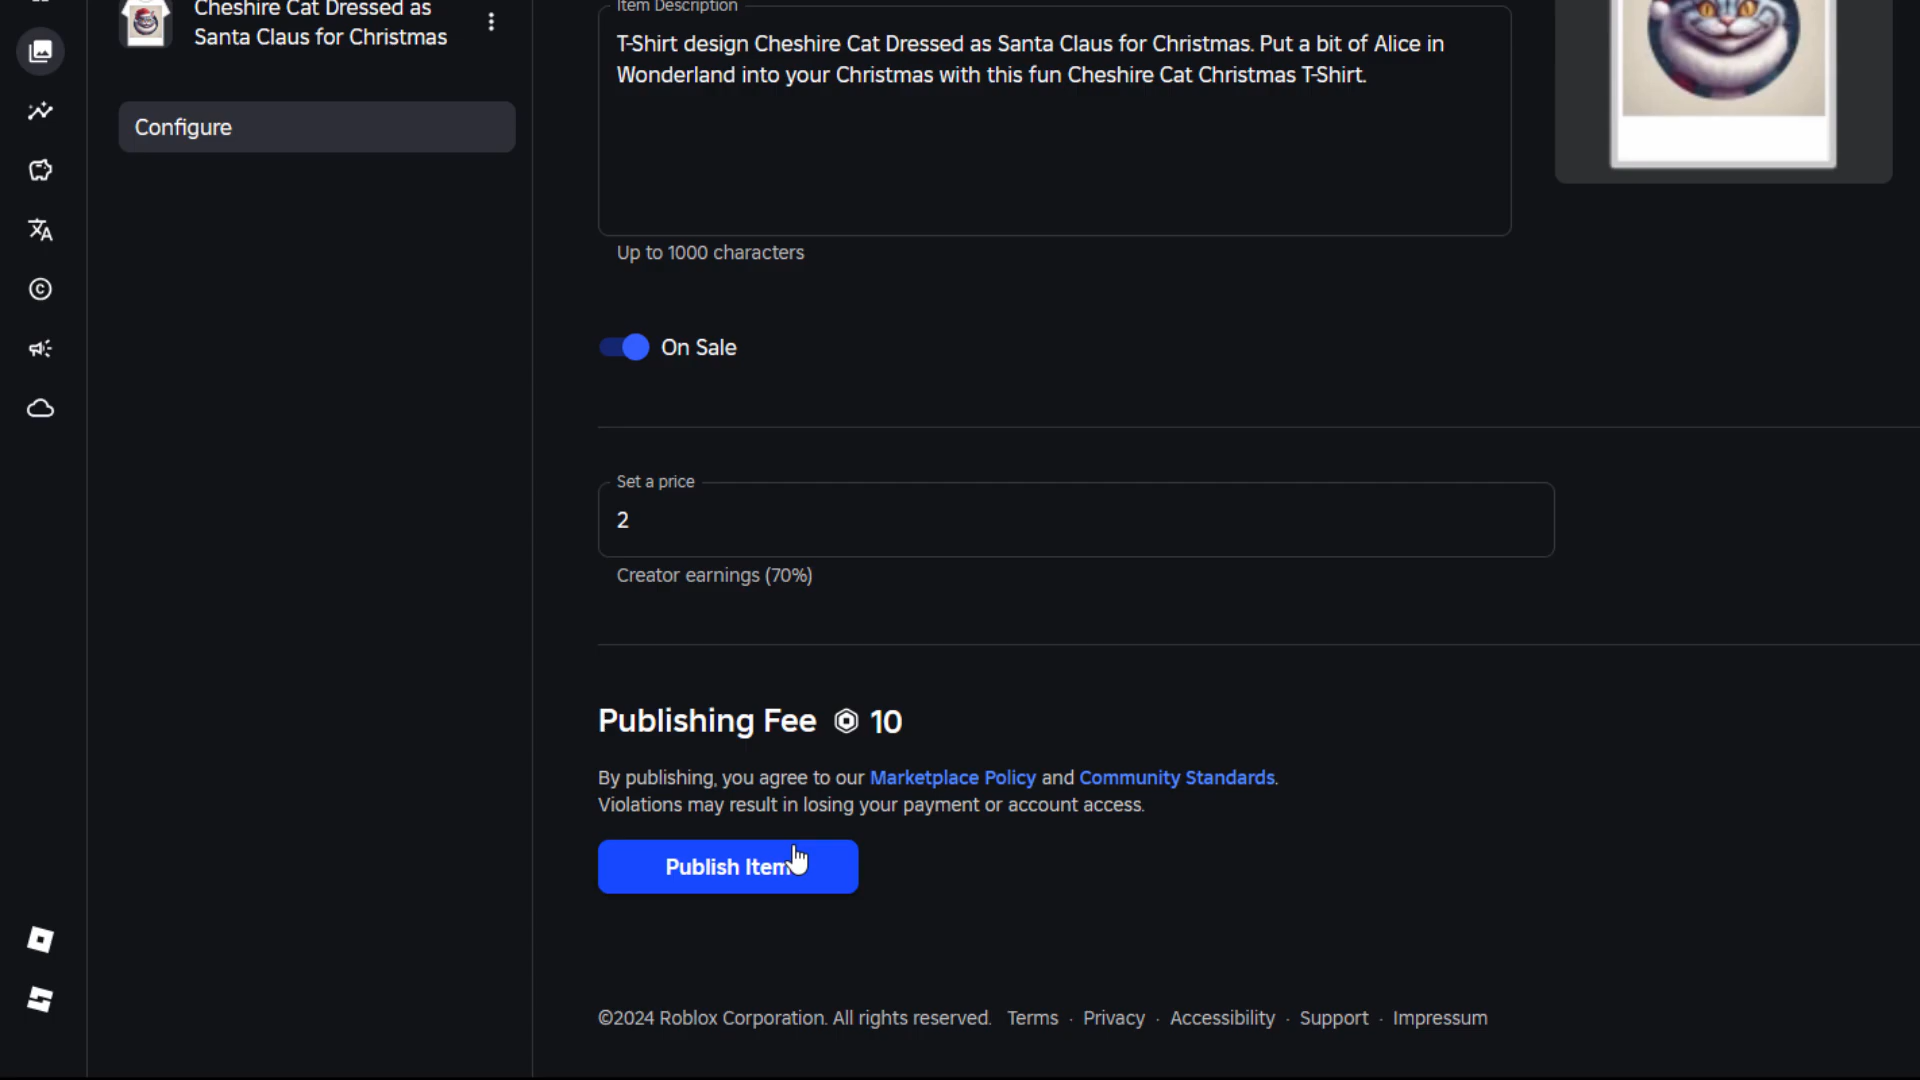 Cheshire Cat Dressed as
Santa Claus for Christmas
Configure
Item Description
T-Shirt design Cheshire Cat Dressed as Santa Claus for Christmas. Put a bit of Alice in
Wonderland into your Christmas with this fun Cheshire Cat Christmas T-Shirt.
Up to 1000 characters
On Sale
Set a price
2
Creator earnings (70%)
Publishing Fee 10
By publishing, you agree to our Marketplace Policy and Community Standards.
Violations may result in losing your payment or account access.
Publish Item
©2024 Roblox Corporation. All rights reserved. Terms · Privacy · Accessibility · Support · Impressum